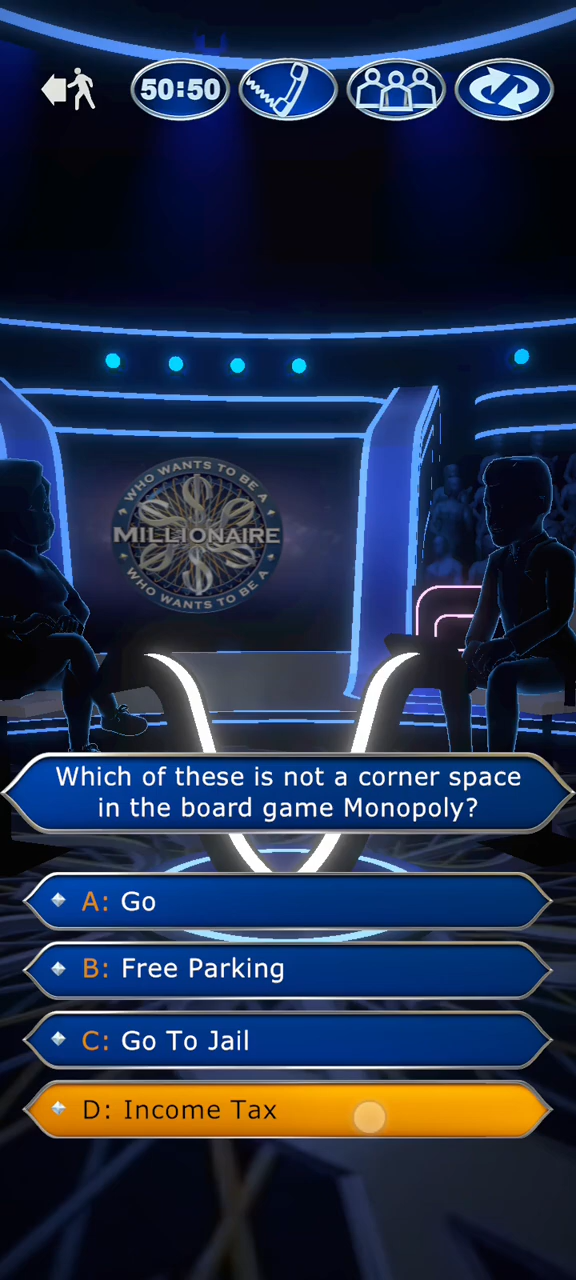 50:50
WHO WANTS TO BE A
MILLIONAIRE
WHO WANTS TO BE A
Which of these is not a corner space
in the board game Monopoly?
A: Go
B: Free Parking
C: Go To Jail
D: Income Tax